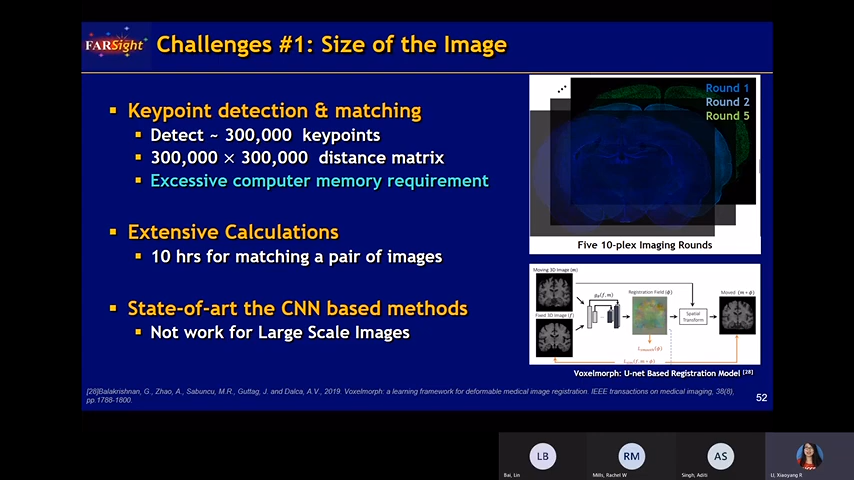 FARSight
Challenges #1: Size of the Image
▪ Keypoint detection & matching
▪ Detect ~ 300,000 keypoints
▪ 300,000 × 300,000 distance matrix
▪ Excessive computer memory requirement
▪ Extensive Calculations
▪ 10 hrs for matching a pair of images
▪ State-of-art the CNN based methods
▪ Not work for Large Scale Images
Round 1
Round 2
Round 5
Five 10-plex Imaging Rounds
Moving 3D Image (m)
Registration Field (ϕ)
Moved (m∘ϕ)
gθ(f, m)
Fixed 3D Image (f)
Spatial
Transform
Voxelmorph: U-net Based Registration Model [28]
[28]Balakrishnan, G., Zhao, A., Sabuncu, M.R., Guttag, J. and Dalca, A.V., 2019. Voxelmorph: a learning framework for deformable medical image registration. IEEE transactions on medical imaging, 38(8),
pp.1788-1800.
52
LB
RM
AS
Bai, Lin
Mills, Rachel W
Singh, Aditi
LI, Xiaoyang R